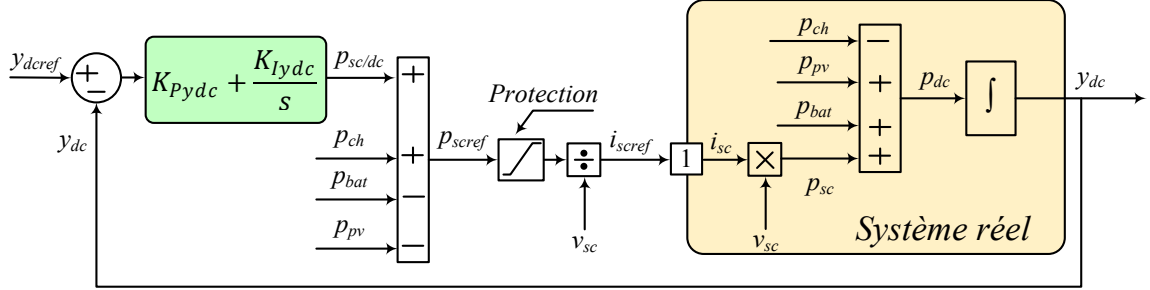 y_dcref
+
−
y_dc
K_Pydc + K_Iydc / s
p_sc/dc
p_ch
p_bat
p_pv
+
+
−
−
p_scref
Protection
÷
v_sc
i_scref
1
i_sc
×
v_sc
p_sc
p_ch
p_pv
p_bat
−
+
+
+
p_dc
∫
y_dc
Système réel